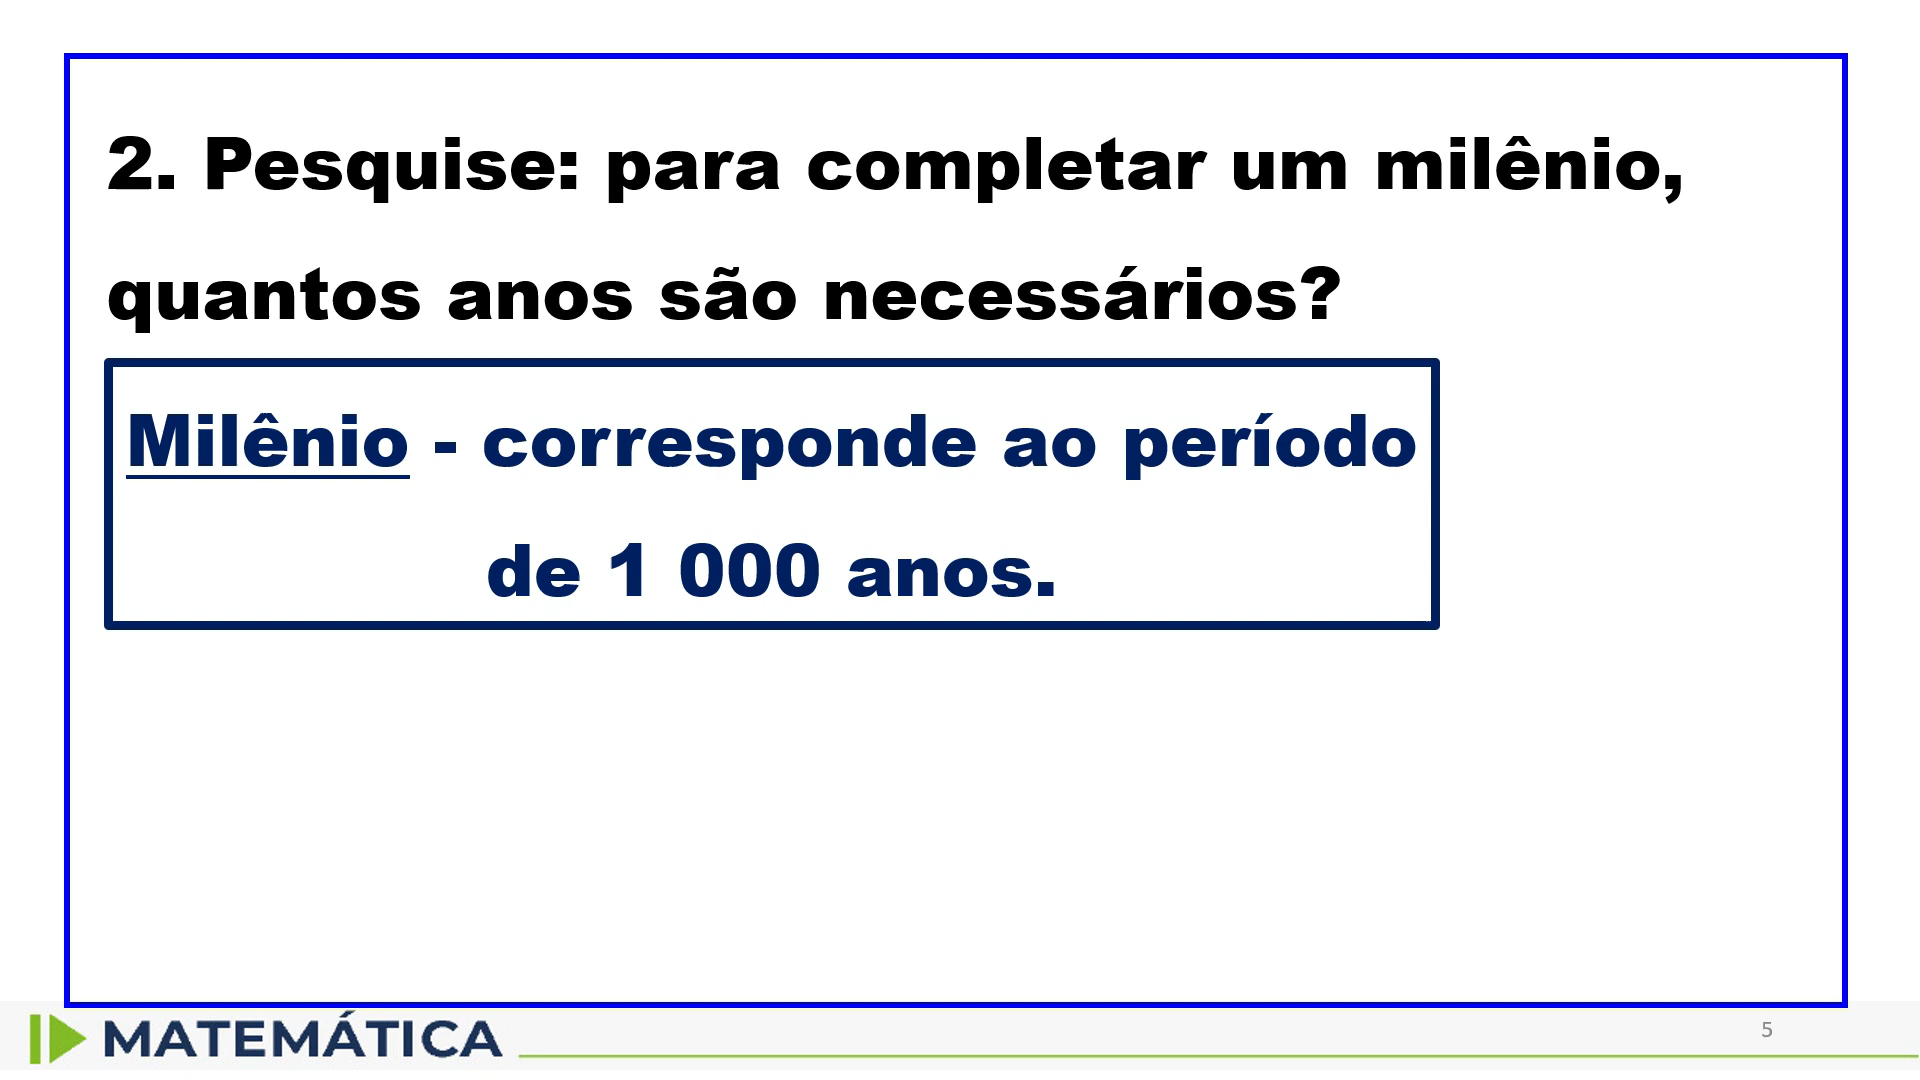 2. Pesquise: para completar um milênio,
quantos anos são necessários?
Milênio - corresponde ao período
de 1 000 anos.
MATEMÁTICA
5